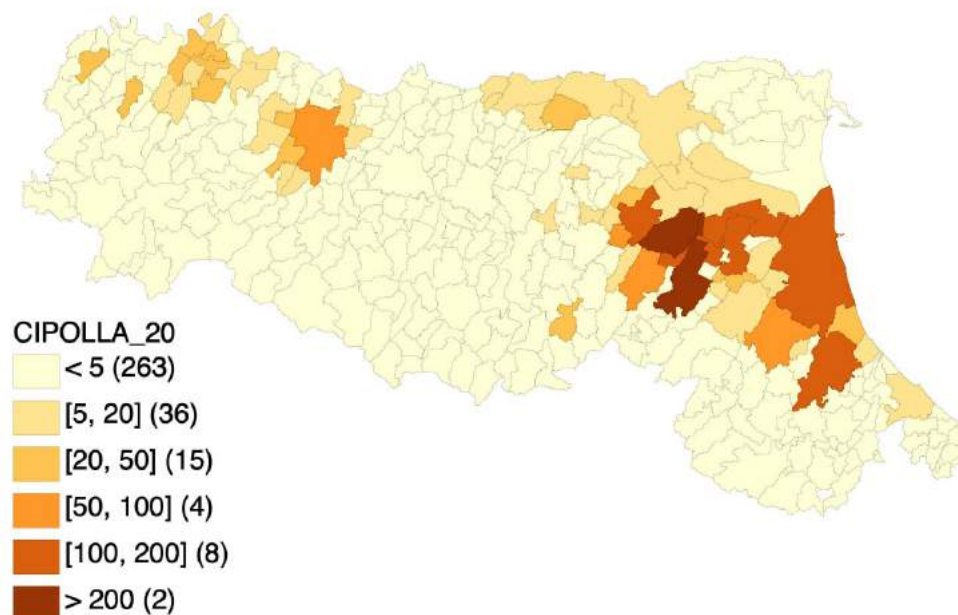 CIPOLLA_20
< 5 (263)
[5, 20] (36)
[20, 50] (15)
[50, 100] (4)
[100, 200] (8)
> 200 (2)